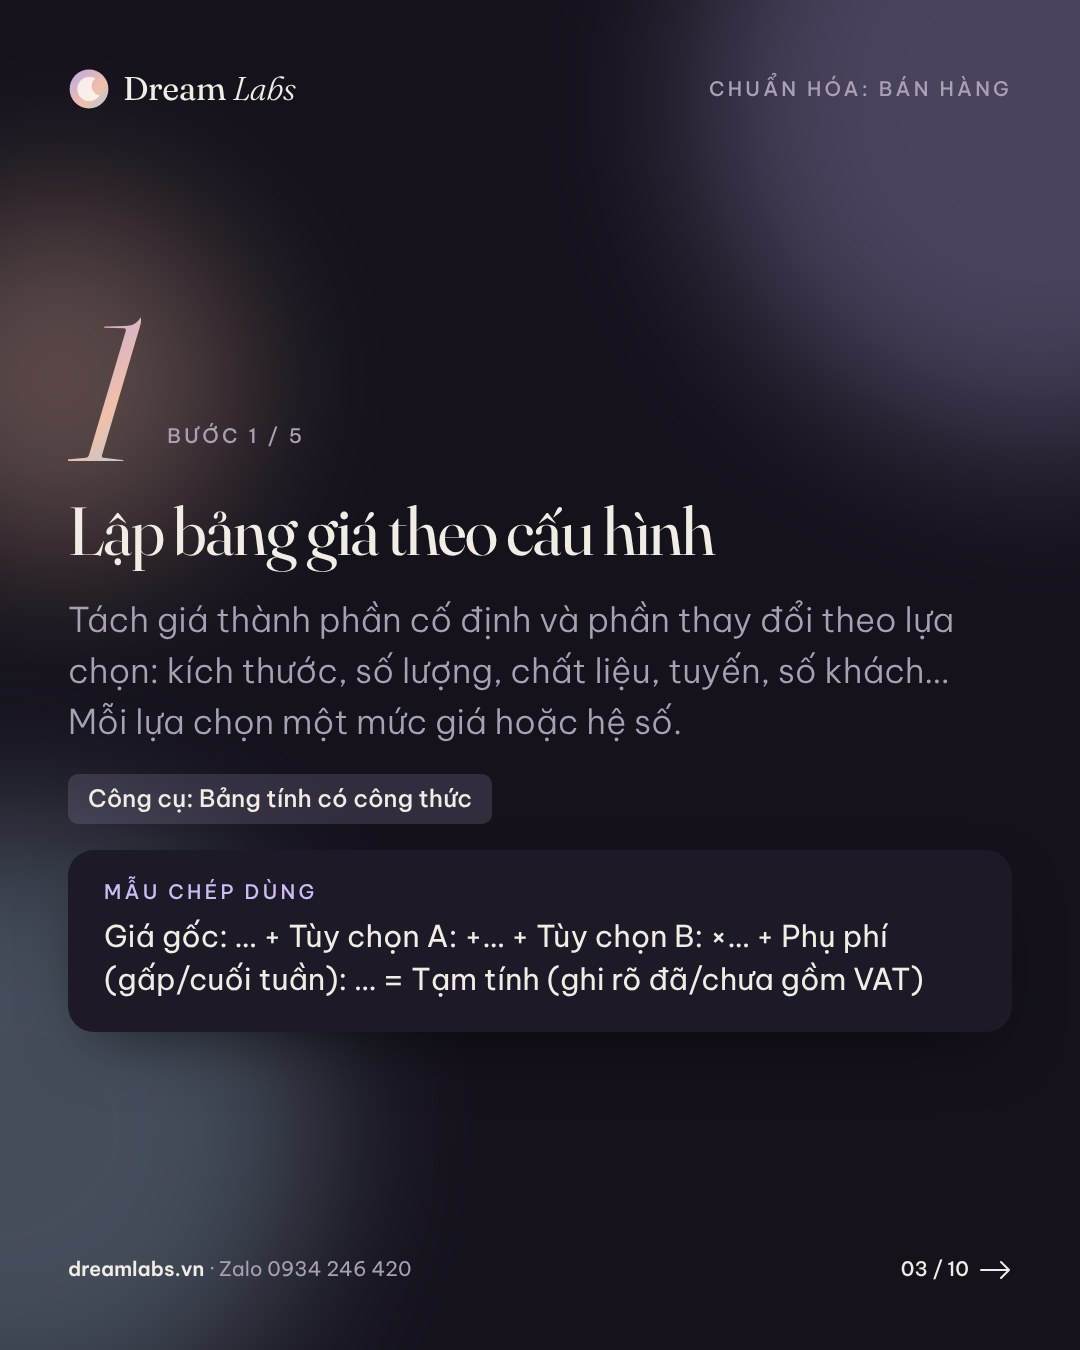 Dream Labs
CHUẨN HÓA: BÁN HÀNG
1
BƯỚC 1 / 5
Lập bảng giá theo cấu hình
Tách giá thành phần cố định và phần thay đổi theo lựa
chọn: kích thước, số lượng, chất liệu, tuyến, số khách...
Mỗi lựa chọn một mức giá hoặc hệ số.
Công cụ: Bảng tính có công thức
MẪU CHÉP DÙNG
Giá gốc: ... + Tùy chọn A: +... + Tùy chọn B: ×... + Phụ phí
(gấp/cuối tuần): ... = Tạm tính (ghi rõ đã/chưa gồm VAT)
dreamlabs.vn · Zalo 0934 246 420
03 / 10 →